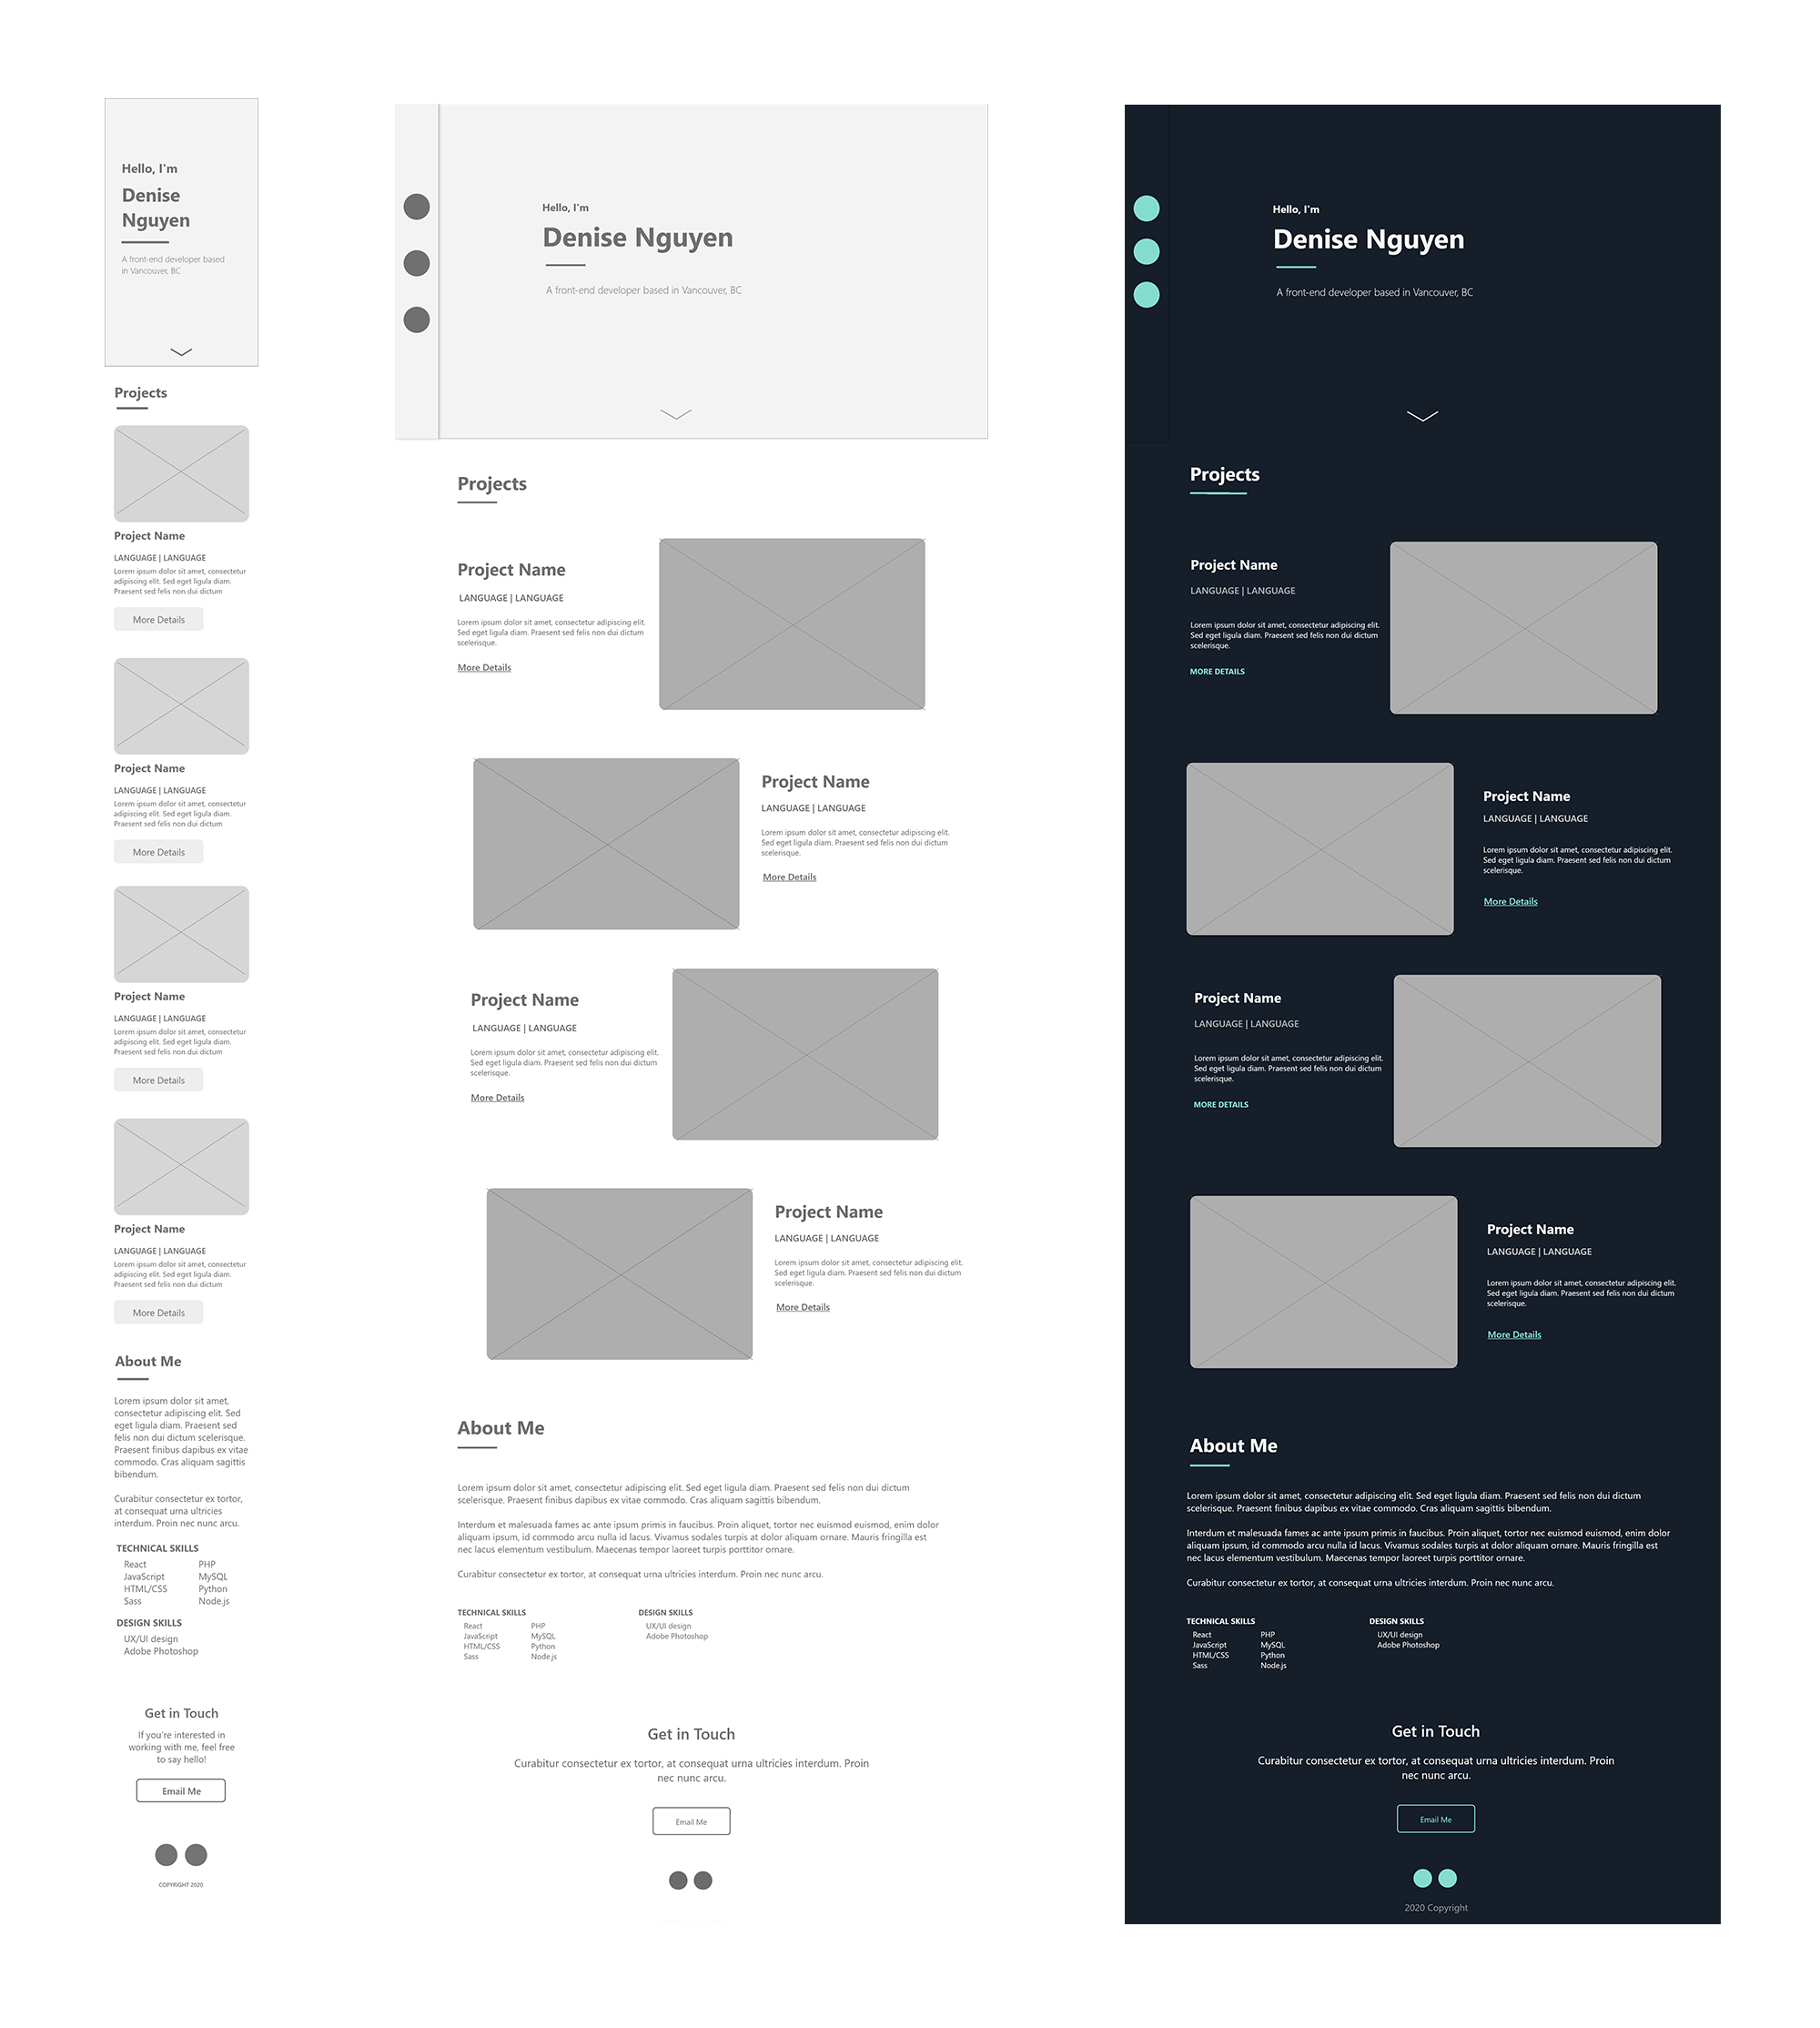 Hello, I'm
Denise
Nguyen
A front-end developer based
in Vancouver, BC
Projects
Project Name
LANGUAGE | LANGUAGE
Lorem ipsum dolor sit amet, consectetur
adipiscing elit. Sed eget ligula diam.
Praesent sed felis non dui dictum
More Details
Project Name
LANGUAGE | LANGUAGE
Lorem ipsum dolor sit amet, consectetur
adipiscing elit. Sed eget ligula diam.
Praesent sed felis non dui dictum
More Details
Project Name
LANGUAGE | LANGUAGE
Lorem ipsum dolor sit amet, consectetur
adipiscing elit. Sed eget ligula diam.
Praesent sed felis non dui dictum
More Details
Project Name
LANGUAGE | LANGUAGE
Lorem ipsum dolor sit amet, consectetur
adipiscing elit. Sed eget ligula diam.
Praesent sed felis non dui dictum
More Details
About Me
Lorem ipsum dolor sit amet,
consectetur adipiscing elit. Sed
eget ligula diam. Praesent sed
felis non dui dictum scelerisque.
Praesent finibus dapibus ex vitae
commodo. Cras aliquam sagittis
bibendum.
Curabitur consectetur ex tortor,
at consequat urna ultricies
interdum. Proin nec nunc arcu.
TECHNICAL SKILLS
React PHP
JavaScript MySQL
HTML/CSS Python
Sass Node.js
DESIGN SKILLS
UX/UI design
Adobe Photoshop
Get in Touch
If you're interested in
working with me, feel free
to say hello!
Email Me
COPYRIGHT 2020
Hello, I'm
Denise Nguyen
A front-end developer based in Vancouver, BC
Projects
Project Name
LANGUAGE | LANGUAGE
Lorem ipsum dolor sit amet, consectetur adipiscing elit.
Sed eget ligula diam. Praesent sed felis non dui dictum
scelerisque.
More Details
Project Name
LANGUAGE | LANGUAGE
Lorem ipsum dolor sit amet, consectetur adipiscing elit.
Sed eget ligula diam. Praesent sed felis non dui dictum
scelerisque.
More Details
Project Name
LANGUAGE | LANGUAGE
Lorem ipsum dolor sit amet, consectetur adipiscing elit.
Sed eget ligula diam. Praesent sed felis non dui dictum
scelerisque.
More Details
Project Name
LANGUAGE | LANGUAGE
Lorem ipsum dolor sit amet, consectetur adipiscing elit.
Sed eget ligula diam. Praesent sed felis non dui dictum
scelerisque.
More Details
About Me
Lorem ipsum dolor sit amet, consectetur adipiscing elit. Sed eget ligula diam. Praesent sed felis non dui dictum
scelerisque. Praesent finibus dapibus ex vitae commodo. Cras aliquam sagittis bibendum.
Interdum et malesuada fames ac ante ipsum primis in faucibus. Proin aliquet, tortor nec euismod euismod, enim dolor
aliquam ipsum, id commodo arcu nulla id lacus. Vivamus sodales turpis at dolor aliquam ornare. Mauris fringilla est
nec lacus elementum vestibulum. Maecenas tempor laoreet turpis porttitor ornare.
Curabitur consectetur ex tortor, at consequat urna ultricies interdum. Proin nec nunc arcu.
TECHNICAL SKILLS DESIGN SKILLS
React PHP UX/UI design
JavaScript MySQL Adobe Photoshop
HTML/CSS Python
Sass Node.js
Get in Touch
Curabitur consectetur ex tortor, at consequat urna ultricies interdum. Proin
nec nunc arcu.
Email Me
Hello, I'm
Denise Nguyen
A front-end developer based in Vancouver, BC
Projects
Project Name
LANGUAGE | LANGUAGE
Lorem ipsum dolor sit amet, consectetur adipiscing elit.
Sed eget ligula diam. Praesent sed felis non dui dictum
scelerisque.
MORE DETAILS
Project Name
LANGUAGE | LANGUAGE
Lorem ipsum dolor sit amet, consectetur adipiscing elit.
Sed eget ligula diam. Praesent sed felis non dui dictum
scelerisque.
More Details
Project Name
LANGUAGE | LANGUAGE
Lorem ipsum dolor sit amet, consectetur adipiscing elit.
Sed eget ligula diam. Praesent sed felis non dui dictum
scelerisque.
MORE DETAILS
Project Name
LANGUAGE | LANGUAGE
Lorem ipsum dolor sit amet, consectetur adipiscing elit.
Sed eget ligula diam. Praesent sed felis non dui dictum
scelerisque.
More Details
About Me
Lorem ipsum dolor sit amet, consectetur adipiscing elit. Sed eget ligula diam. Praesent sed felis non dui dictum
scelerisque. Praesent finibus dapibus ex vitae commodo. Cras aliquam sagittis bibendum.
Interdum et malesuada fames ac ante ipsum primis in faucibus. Proin aliquet, tortor nec euismod euismod, enim dolor
aliquam ipsum, id commodo arcu nulla id lacus. Vivamus sodales turpis at dolor aliquam ornare. Mauris fringilla est
nec lacus elementum vestibulum. Maecenas tempor laoreet turpis porttitor ornare.
Curabitur consectetur ex tortor, at consequat urna ultricies interdum. Proin nec nunc arcu.
TECHNICAL SKILLS DESIGN SKILLS
React PHP UX/UI design
JavaScript MySQL Adobe Photoshop
HTML/CSS Python
Sass Node.js
Get in Touch
Curabitur consectetur ex tortor, at consequat urna ultricies interdum. Proin
nec nunc arcu.
Email Me
2020 Copyright